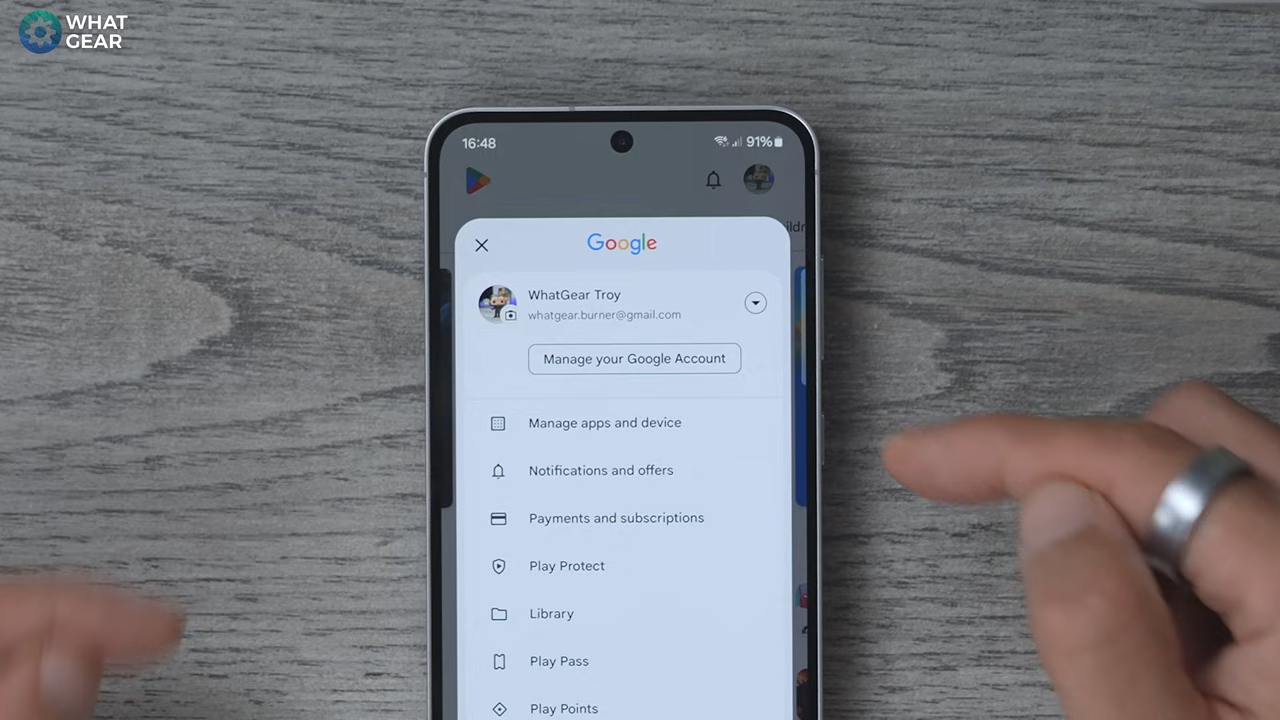 WHAT
GEAR
16:48
91%
ildr
Google
WhatGear Troy
whatgear.burner@gmail.com
Manage your Google Account
Manage apps and device
Notifications and offers
Payments and subscriptions
Play Protect
Library
Play Pass
Play Points